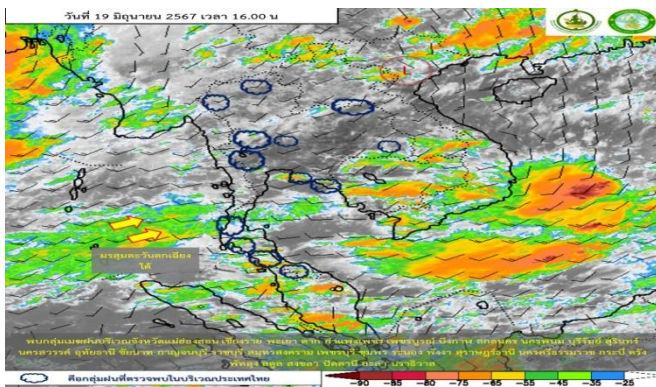 วันที่ 19 มิถุนายน 2567 เวลา 16.00 น
L
มรสุมตะวันตกเฉียง
ใต้
พบกลุ่มเมฆฝนบริเวณจังหวัดแม่ฮ่องสอน เชียงราย พะเยา ตาก กำแพงเพชร เพชรบูรณ์ บึงกาฬ สกลนคร นครพนม บุรีรัมย์ สุรินทร์
นครสวรรค์ อุทัยธานี ชัยนาท กาญจนบุรี ราชบุรี สมุทรสงคราม เพชรบุรี ชุมพร ระนอง พังงา สุราษฎร์ธานี นครศรีธรรมราช กระบี่ ตรัง
พัทลุง สตูล สงขลา ปัตตานี ยะลา นราธิวาส
คือกลุ่มฝนที่ตรวจพบในบริเวณประเทศไทย
-90 -85 -80 -75 -65 -55 -45 -35 -25